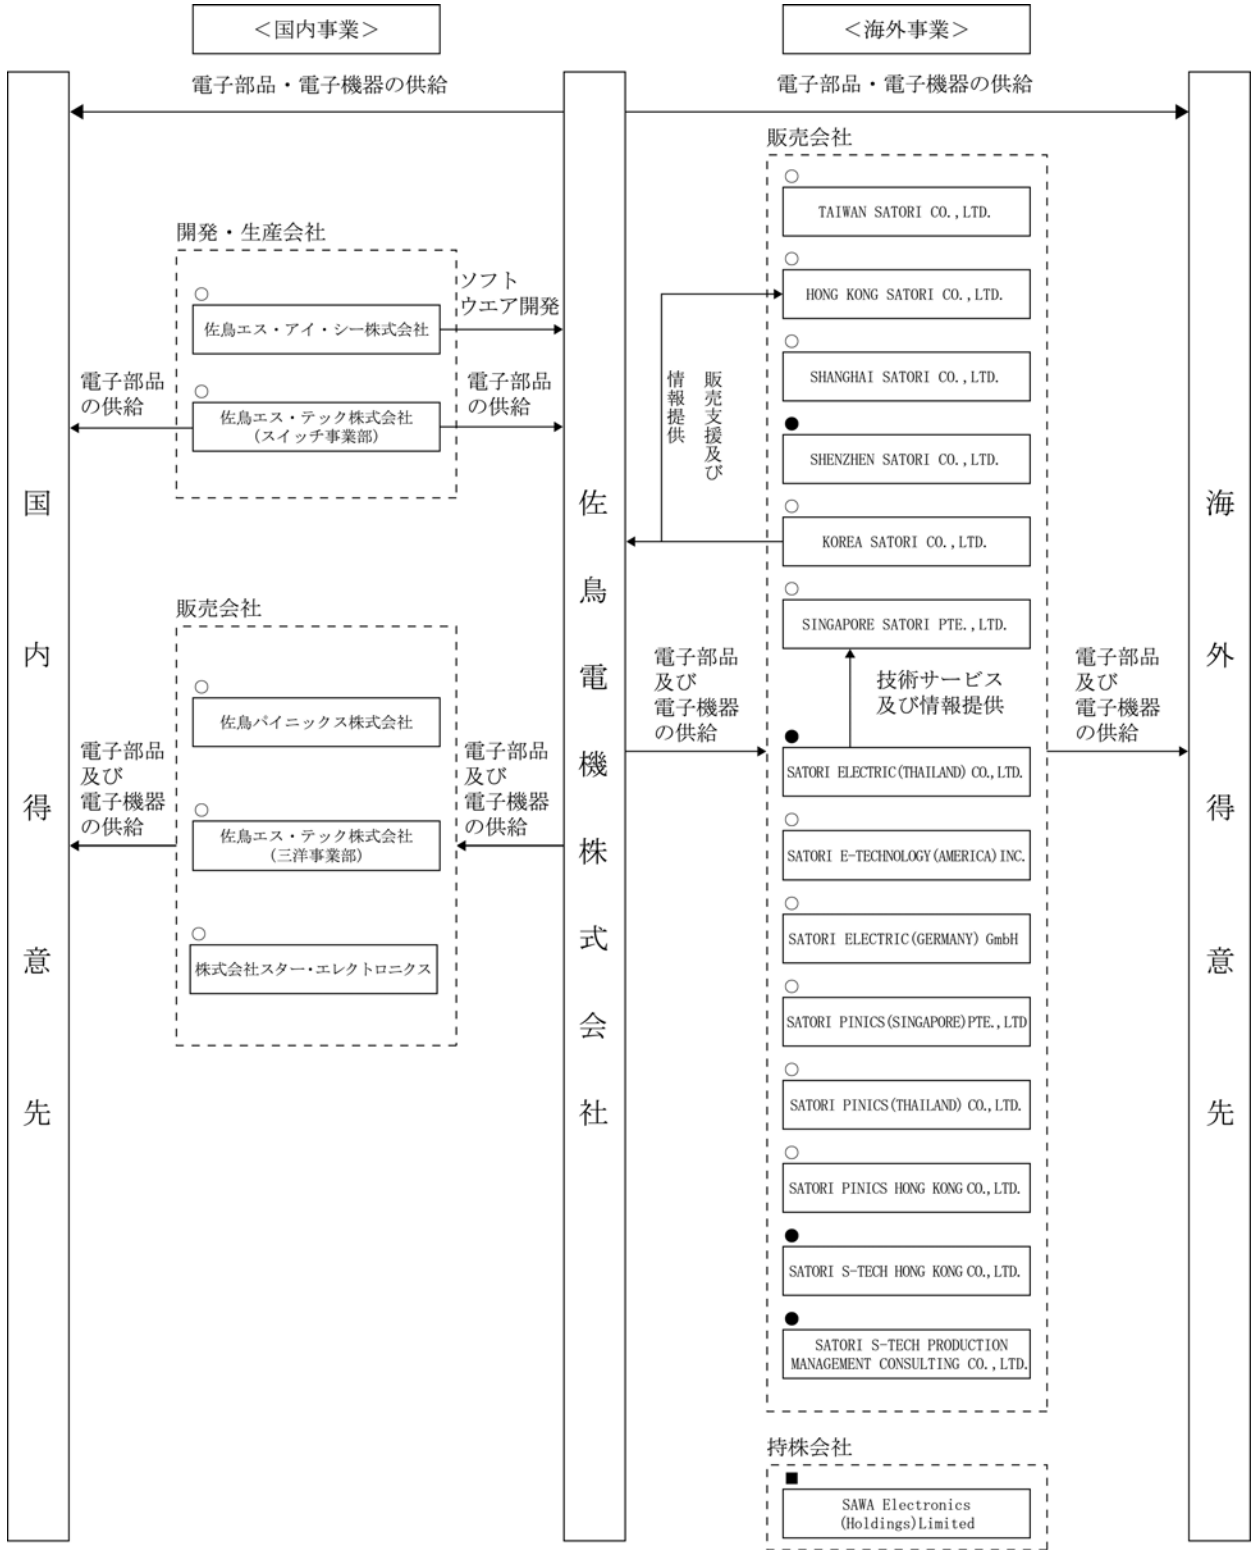 ＜国内事業＞
＜海外事業＞
電子部品・電子機器の供給
電子部品・電子機器の供給
国内得意先
開発・生産会社
○
佐鳥エス・アイ・シー株式会社
ソフト
ウエア開発
○
佐鳥エス・テック株式会社
(スイッチ事業部)
電子部品
の供給
電子部品
の供給
販売会社
○
佐鳥パイニックス株式会社
○
佐鳥エス・テック株式会社
(三洋事業部)
○
株式会社スター・エレクトロニクス
電子部品
及び
電子機器
の供給
電子部品
及び
電子機器
の供給
佐鳥電機株式会社
販売支援及び
情報提供
電子部品
及び
電子機器
の供給
販売会社
○
TAIWAN SATORI CO.,LTD.
○
HONG KONG SATORI CO.,LTD.
○
SHANGHAI SATORI CO.,LTD.
●
SHENZHEN SATORI CO.,LTD.
○
KOREA SATORI CO.,LTD.
○
SINGAPORE SATORI PTE.,LTD.
技術サービス
及び情報提供
●
SATORI ELECTRIC(THAILAND) CO.,LTD.
○
SATORI E-TECHNOLOGY(AMERICA)INC.
○
SATORI ELECTRIC(GERMANY) GmbH
○
SATORI PINICS(SINGAPORE)PTE.,LTD
○
SATORI PINICS(THAILAND) CO.,LTD.
○
SATORI PINICS HONG KONG CO.,LTD.
●
SATORI S-TECH HONG KONG CO.,LTD.
●
SATORI S-TECH PRODUCTION
MANAGEMENT CONSULTING CO.,LTD.
持株会社
■
SAWA Electronics
(Holdings)Limited
電子部品
及び
電子機器
の供給
海外得意先